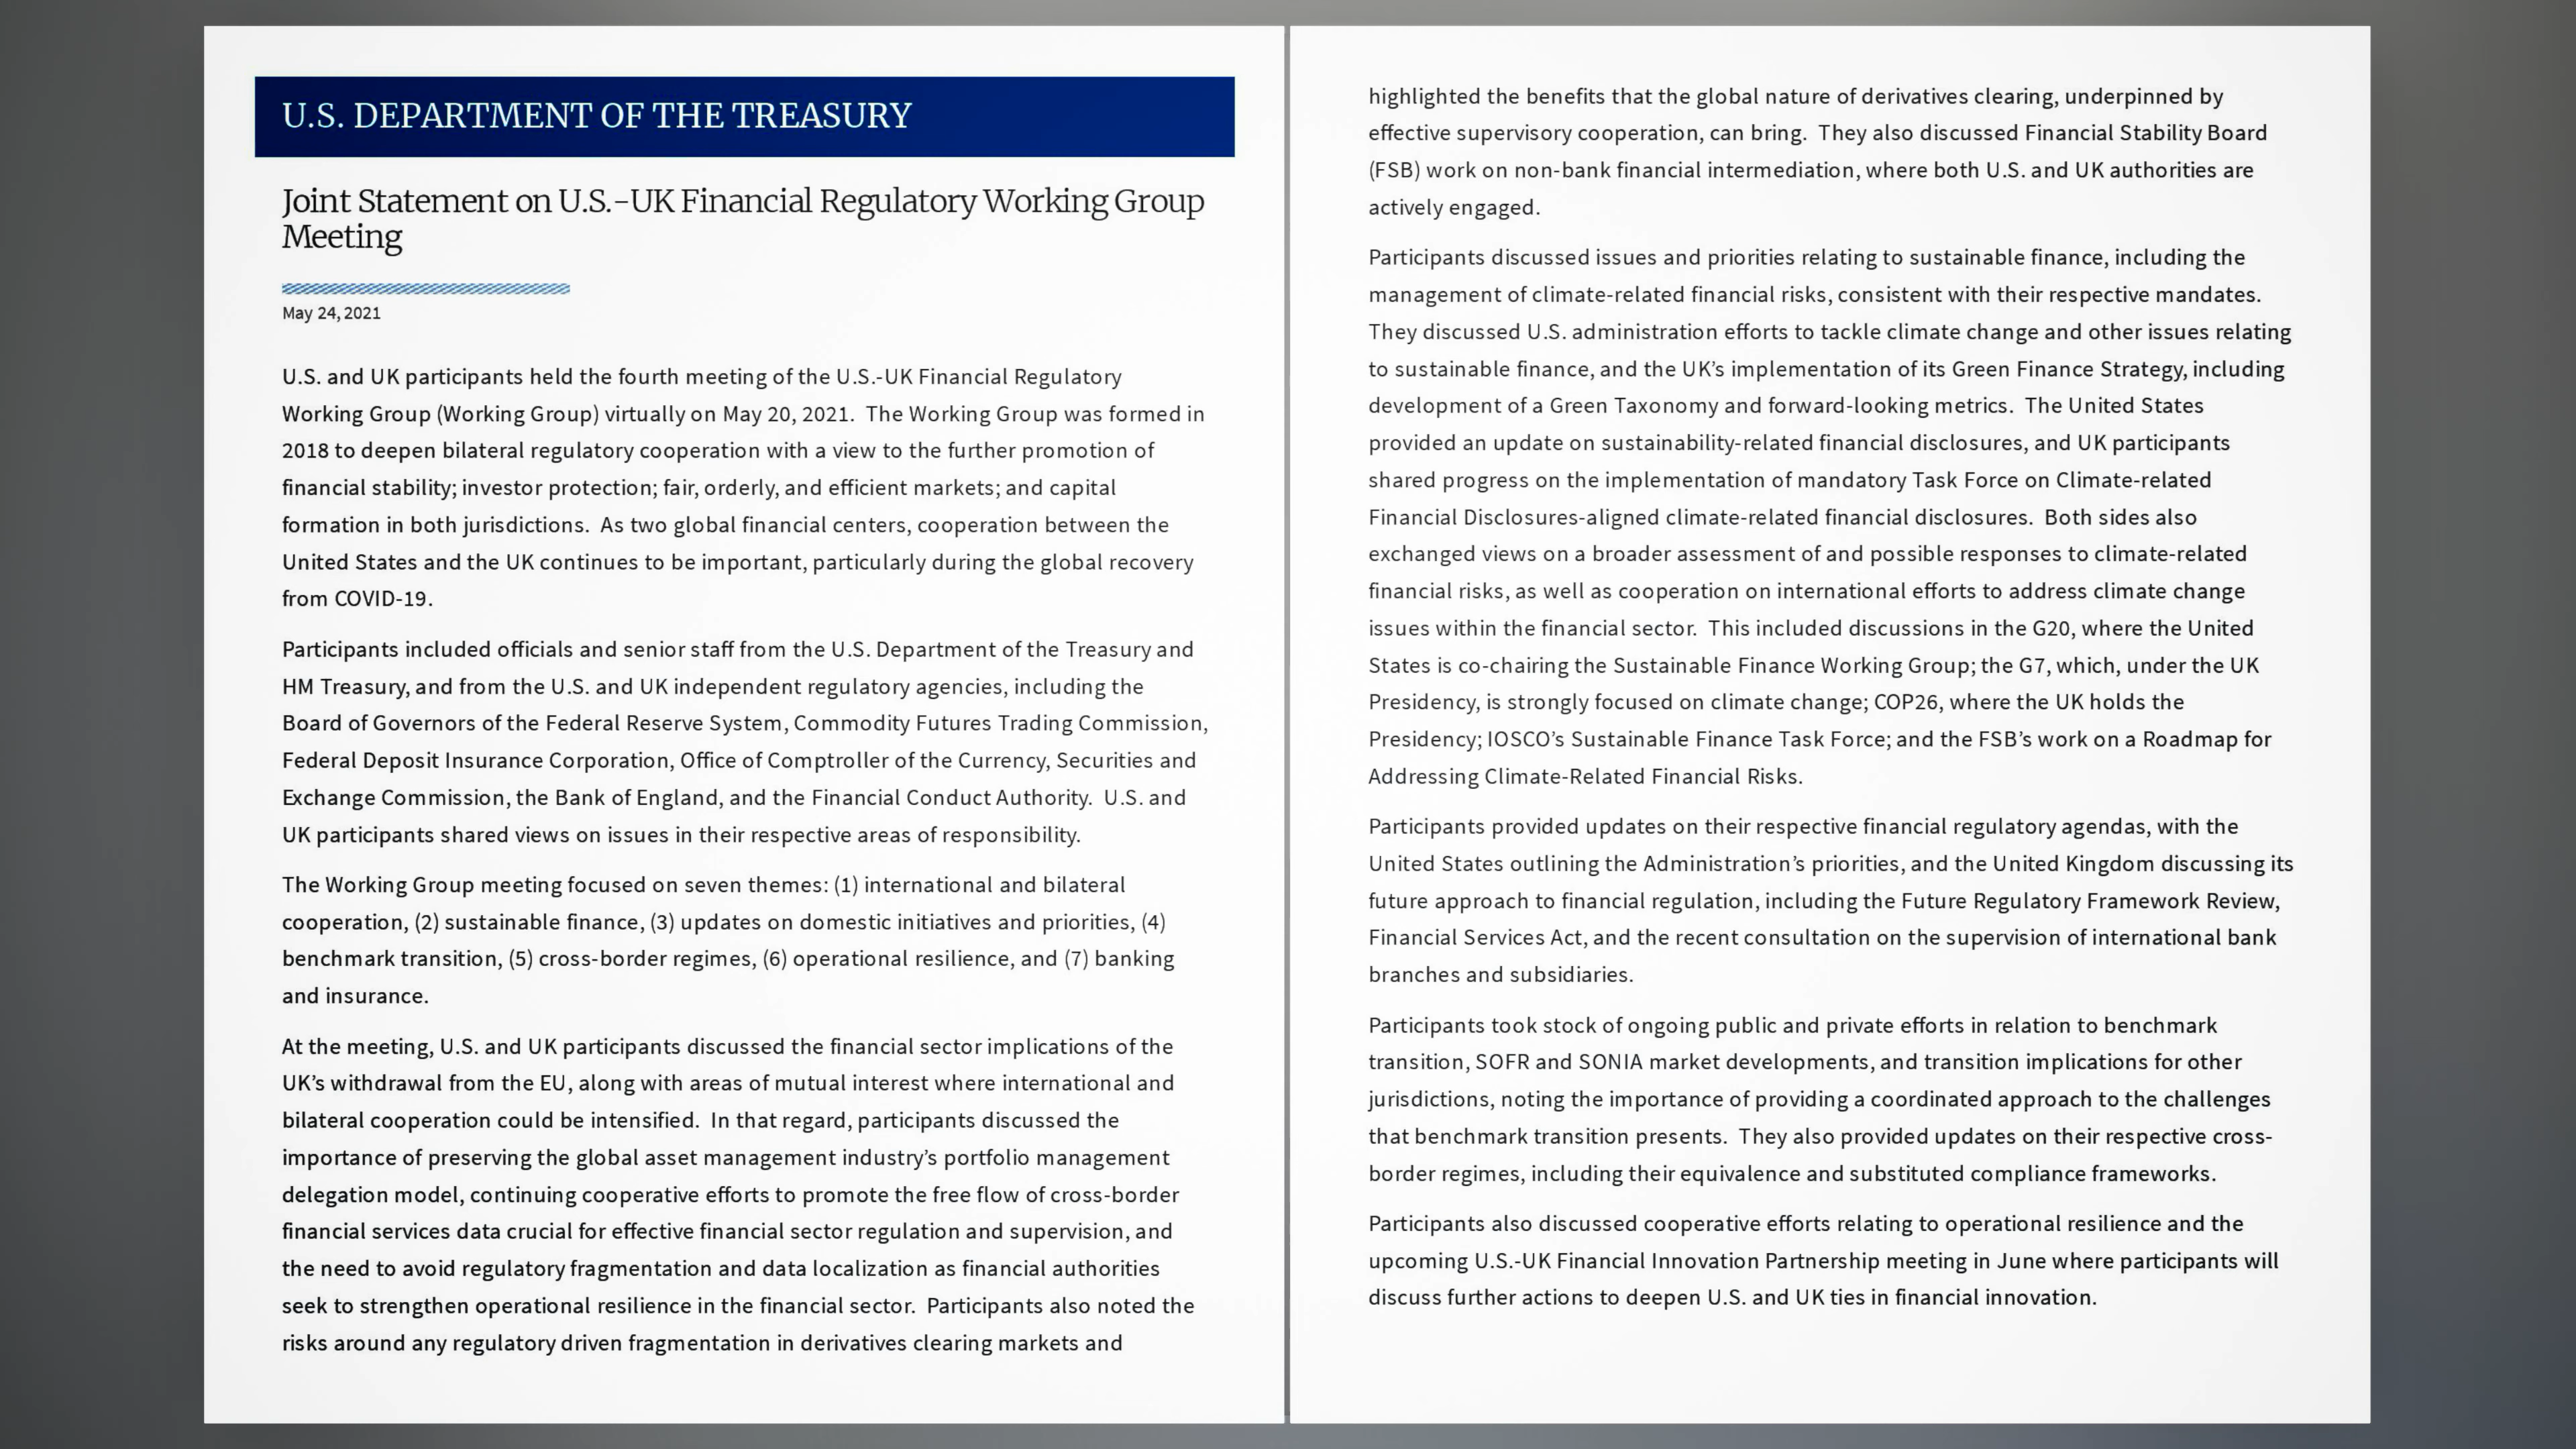 U.S. DEPARTMENT OF THE TREASURY
Joint Statement on U.S.-UK Financial Regulatory Working Group
Meeting
May 24, 2021
U.S. and UK participants held the fourth meeting of the U.S.-UK Financial Regulatory
Working Group (Working Group) virtually on May 20, 2021.  The Working Group was formed in
2018 to deepen bilateral regulatory cooperation with a view to the further promotion of
financial stability; investor protection; fair, orderly, and efficient markets; and capital
formation in both jurisdictions.  As two global financial centers, cooperation between the
United States and the UK continues to be important, particularly during the global recovery
from COVID-19.
Participants included officials and senior staff from the U.S. Department of the Treasury and
HM Treasury, and from the U.S. and UK independent regulatory agencies, including the
Board of Governors of the Federal Reserve System, Commodity Futures Trading Commission,
Federal Deposit Insurance Corporation, Office of Comptroller of the Currency, Securities and
Exchange Commission, the Bank of England, and the Financial Conduct Authority.  U.S. and
UK participants shared views on issues in their respective areas of responsibility.
The Working Group meeting focused on seven themes: (1) international and bilateral
cooperation, (2) sustainable finance, (3) updates on domestic initiatives and priorities, (4)
benchmark transition, (5) cross-border regimes, (6) operational resilience, and (7) banking
and insurance.
At the meeting, U.S. and UK participants discussed the financial sector implications of the
UK's withdrawal from the EU, along with areas of mutual interest where international and
bilateral cooperation could be intensified.  In that regard, participants discussed the
importance of preserving the global asset management industry's portfolio management
delegation model, continuing cooperative efforts to promote the free flow of cross-border
financial services data crucial for effective financial sector regulation and supervision, and
the need to avoid regulatory fragmentation and data localization as financial authorities
seek to strengthen operational resilience in the financial sector.  Participants also noted the
risks around any regulatory driven fragmentation in derivatives clearing markets and
highlighted the benefits that the global nature of derivatives clearing, underpinned by
effective supervisory cooperation, can bring.  They also discussed Financial Stability Board
(FSB) work on non-bank financial intermediation, where both U.S. and UK authorities are
actively engaged.
Participants discussed issues and priorities relating to sustainable finance, including the
management of climate-related financial risks, consistent with their respective mandates.
They discussed U.S. administration efforts to tackle climate change and other issues relating
to sustainable finance, and the UK's implementation of its Green Finance Strategy, including
development of a Green Taxonomy and forward-looking metrics.  The United States
provided an update on sustainability-related financial disclosures, and UK participants
shared progress on the implementation of mandatory Task Force on Climate-related
Financial Disclosures-aligned climate-related financial disclosures.  Both sides also
exchanged views on a broader assessment of and possible responses to climate-related
financial risks, as well as cooperation on international efforts to address climate change
issues within the financial sector.  This included discussions in the G20, where the United
States is co-chairing the Sustainable Finance Working Group; the G7, which, under the UK
Presidency, is strongly focused on climate change; COP26, where the UK holds the
Presidency; IOSCO's Sustainable Finance Task Force; and the FSB's work on a Roadmap for
Addressing Climate-Related Financial Risks.
Participants provided updates on their respective financial regulatory agendas, with the
United States outlining the Administration's priorities, and the United Kingdom discussing its
future approach to financial regulation, including the Future Regulatory Framework Review,
Financial Services Act, and the recent consultation on the supervision of international bank
branches and subsidiaries.
Participants took stock of ongoing public and private efforts in relation to benchmark
transition, SOFR and SONIA market developments, and transition implications for other
jurisdictions, noting the importance of providing a coordinated approach to the challenges
that benchmark transition presents.  They also provided updates on their respective cross-
border regimes, including their equivalence and substituted compliance frameworks.
Participants also discussed cooperative efforts relating to operational resilience and the
upcoming U.S.-UK Financial Innovation Partnership meeting in June where participants will
discuss further actions to deepen U.S. and UK ties in financial innovation.